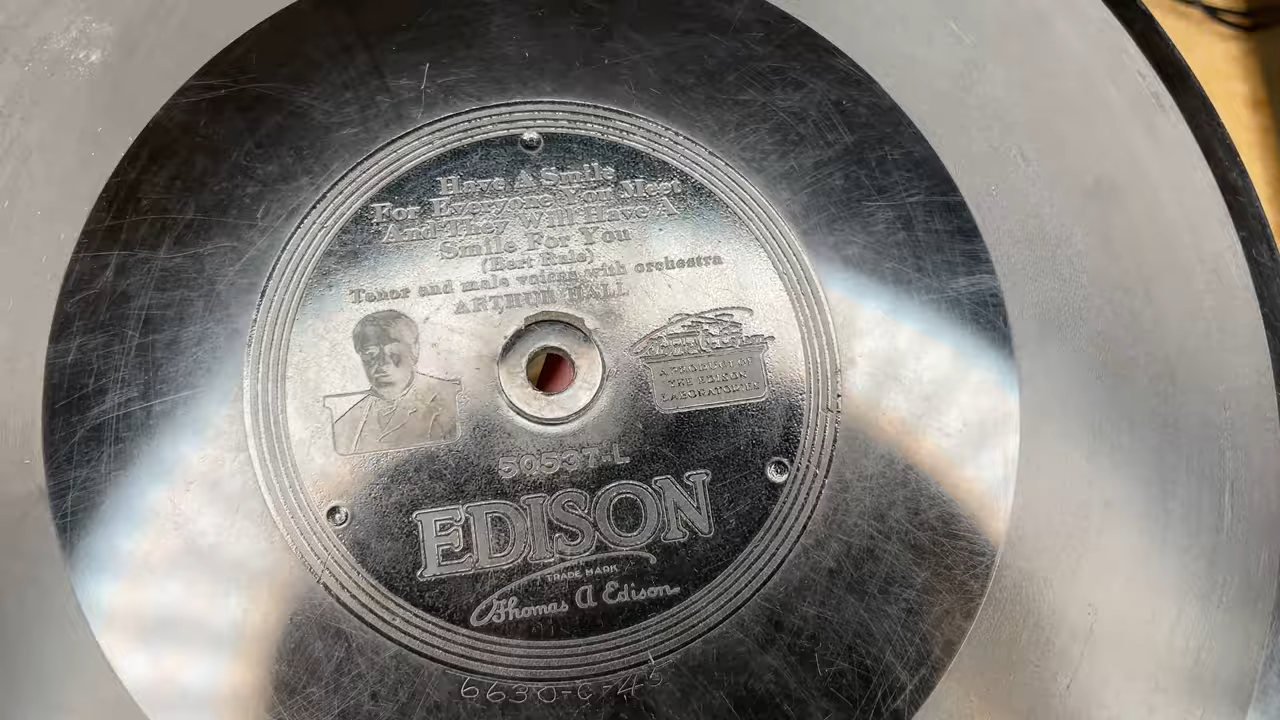 Have A Smile
For Everyone You Meet
And They Will Have A
Smile For You
(Bert Rule)
Tenor and male voices with orchestra
ARTHUR HALL
A PRODUCT OF
THE EDISON
LABORATORIES
50537-L
EDISON
TRADE MARK
Thomas A Edison
6630-C-4